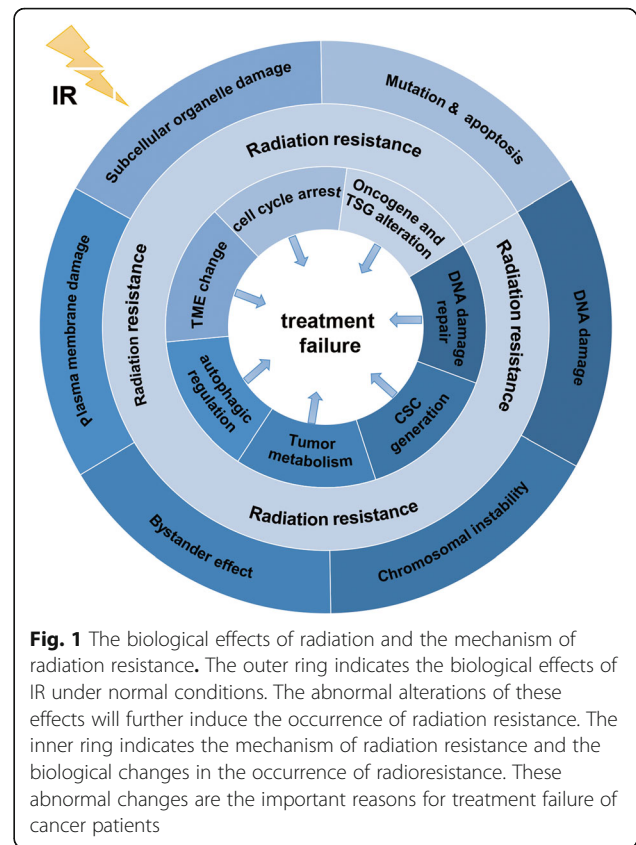 IR
Subcellular organelle damage
Mutation & apoptosis
DNA damage
Chromosomal instability
Bystander effect
Plasma membrane damage
Radiation resistance
Radiation resistance
Radiation resistance
Radiation resistance
cell cycle arrest
Oncogene and
TSG alteration
DNA damage
repair
CSC
generation
Tumor
metabolism
autophagic
regulation
TME change
treatment
failure
Fig. 1 The biological effects of radiation and the mechanism of
radiation resistance. The outer ring indicates the biological effects of
IR under normal conditions. The abnormal alterations of these
effects will further induce the occurrence of radiation resistance. The
inner ring indicates the mechanism of radiation resistance and the
biological changes in the occurrence of radioresistance. These
abnormal changes are the important reasons for treatment failure of
cancer patients